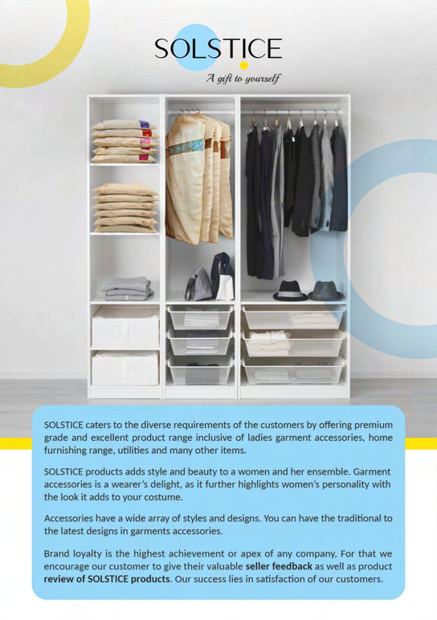 SOLSTICE
A gift to yourself
SOLSTICE caters to the diverse requirements of the customers by offering premium
grade and excellent product range inclusive of ladies garment accessories, home
furnishing range, utilities and many other items.
SOLSTICE products adds style and beauty to a women and her ensemble. Garment
accessories is a wearer's delight, as it further highlights women's personality with
the look it adds to your costume.
Accessories have a wide array of styles and designs. You can have the traditional to
the latest designs in garments accessories.
Brand loyalty is the highest achievement or apex of any company, For that we
encourage our customer to give their valuable seller feedback as well as product
review of SOLSTICE products. Our success lies in satisfaction of our customers.